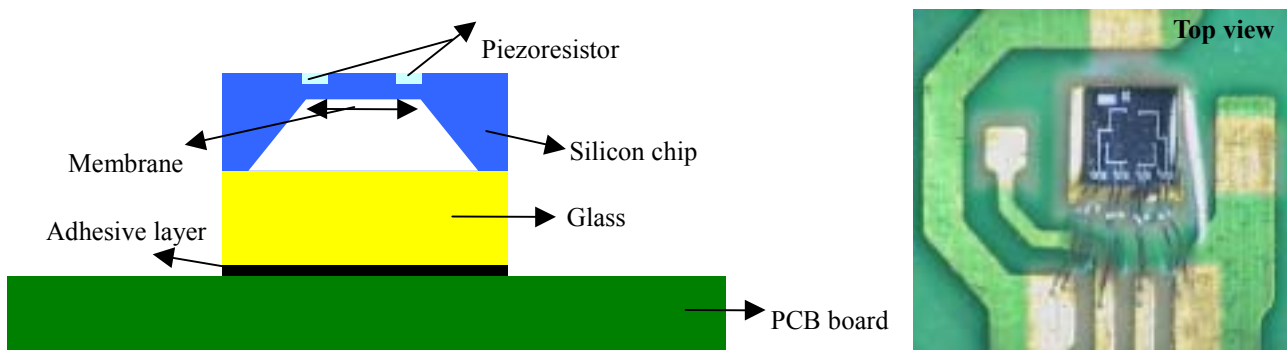 Piezoresistor
Top view
Membrane
Silicon chip
Glass
Adhesive layer
PCB board